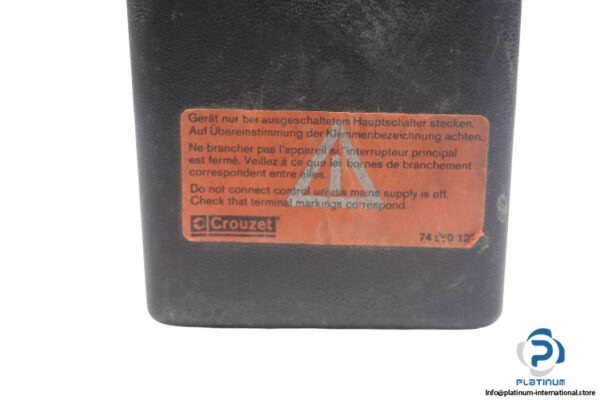 Gerät nur bei ausgeschaltetem Hauptschalter stecken.
Auf Übereinstimmung der Klemmenbezeichnung achten.
Ne brancher pas l'appareil si l'interrupteur principal
est fermé. Veillez à ce que les bornes de branchement
correspondent entre elles.
Do not connect control unless mains supply is off.
Check that terminal markings correspond.
Crouzet
74
PLATINUM
Info@platinum-international.store